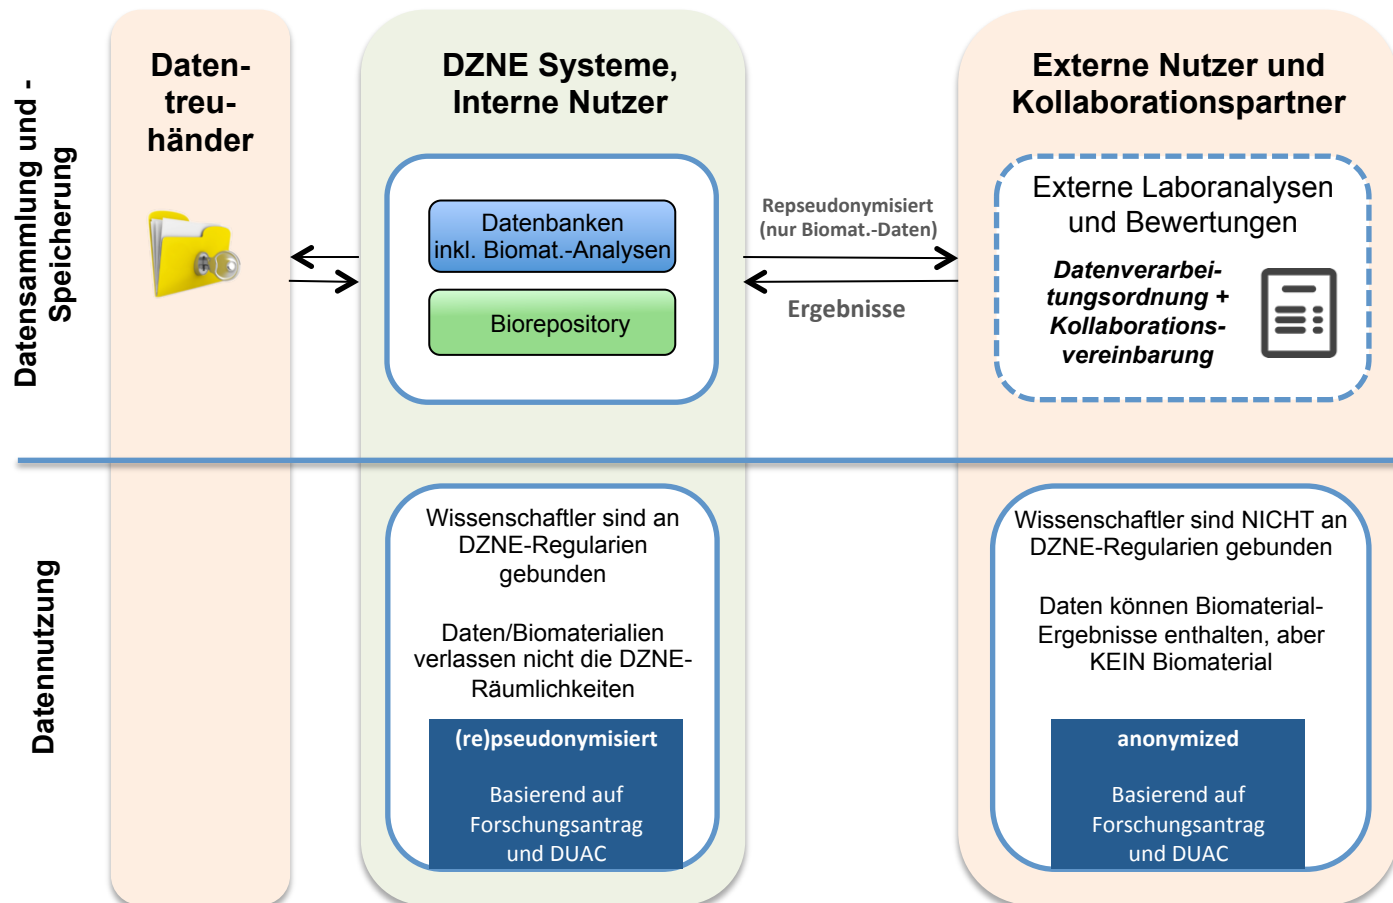 Datensammlung und -
Speicherung
Daten-
treu-
händer
DZNE Systeme,
Interne Nutzer
Datenbanken
inkl. Biomat.-Analysen
Biorepository
Repseudonymisiert
(nur Biomat.-Daten)
Ergebnisse
Externe Nutzer und
Kollaborationspartner
Externe Laboranalysen
und Bewertungen
Datenverarbei-
tungsordnung +
Kollaborations-
vereinbarung
Datennutzung
Wissenschaftler sind an
DZNE-Regularien
gebunden
Daten/Biomaterialien
verlassen nicht die DZNE-
Räumlichkeiten
(re)pseudonymisiert
Basierend auf
Forschungsantrag
und DUAC
Wissenschaftler sind NICHT an
DZNE-Regularien gebunden
Daten können Biomaterial-
Ergebnisse enthalten, aber
KEIN Biomaterial
anonymized
Basierend auf
Forschungsantrag
und DUAC